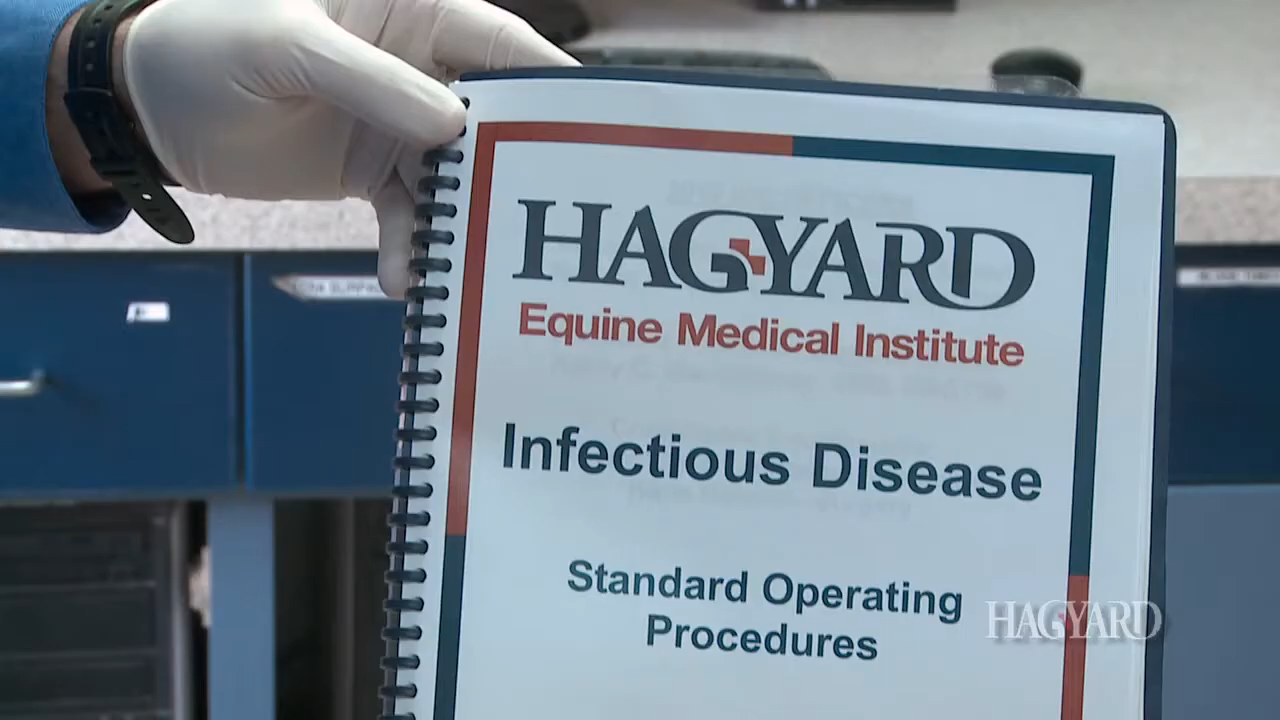 HAGYARD
Equine Medical Institute
Infectious Disease
Standard Operating
Procedures
HAGYARD